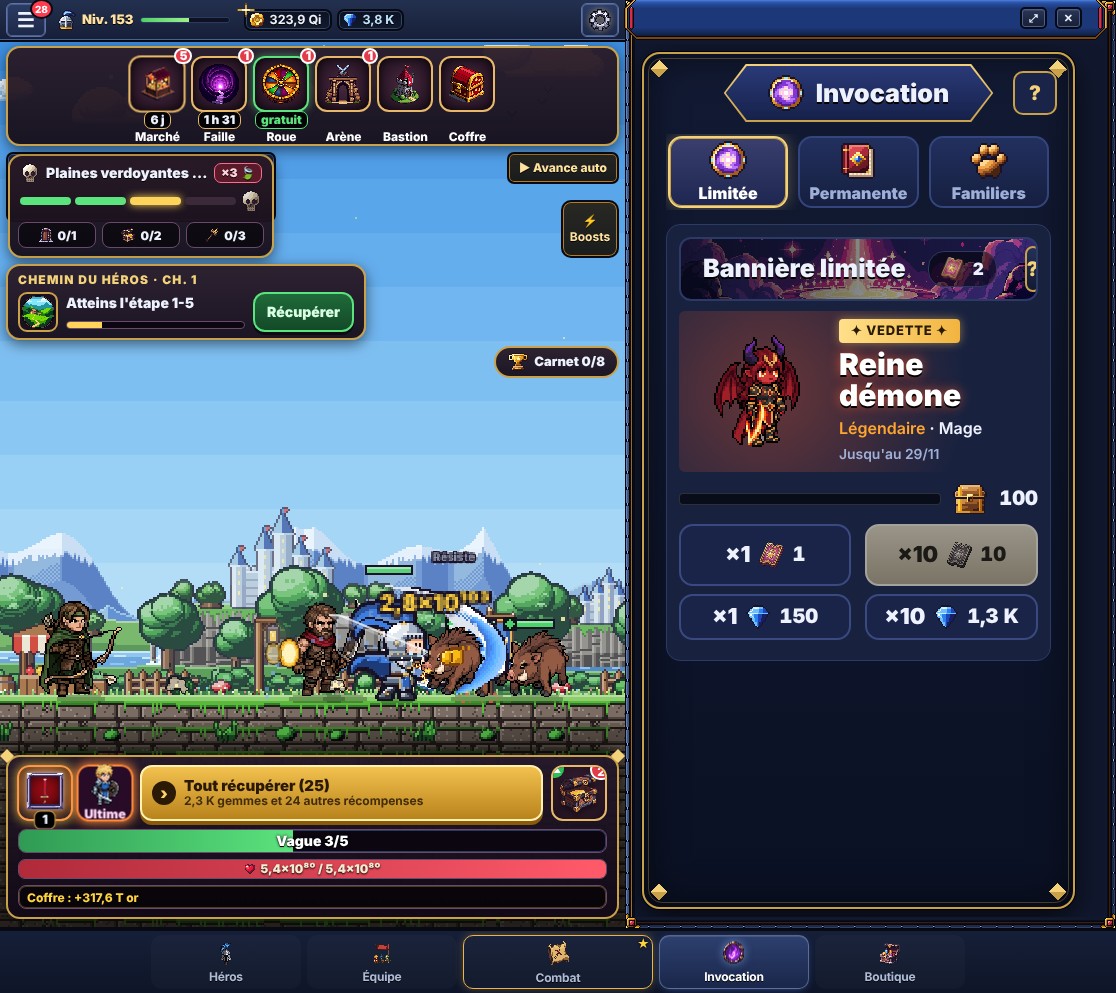 28
Niv. 153
323,9 Qi
3,8 K
5
1
1
1
6 j
1 h 31
gratuit
Marché
Faille
Roue
Arène
Bastion
Coffre
Plaines verdoyantes ...
×3
0/1
0/2
0/3
▶ Avance auto
Boosts
CHEMIN DU HÉROS · CH. 1
Atteins l'étape 1-5
Récupérer
Carnet 0/8
Résiste
1
Ultime
Tout récupérer (25)
2,3 K gemmes et 24 autres récompenses
Vague 3/5
5,4×10⁸⁰ / 5,4×10⁸⁰
Coffre : +317,6 T or
Invocation
?
Limitée
Permanente
Familiers
Bannière limitée
2
?
✦ VEDETTE ✦
Reine
démone
Légendaire · Mage
Jusqu'au 29/11
100
×1 1
×10 10
×1 150
×10 1,3 K
Héros
Équipe
Combat
Invocation
Boutique